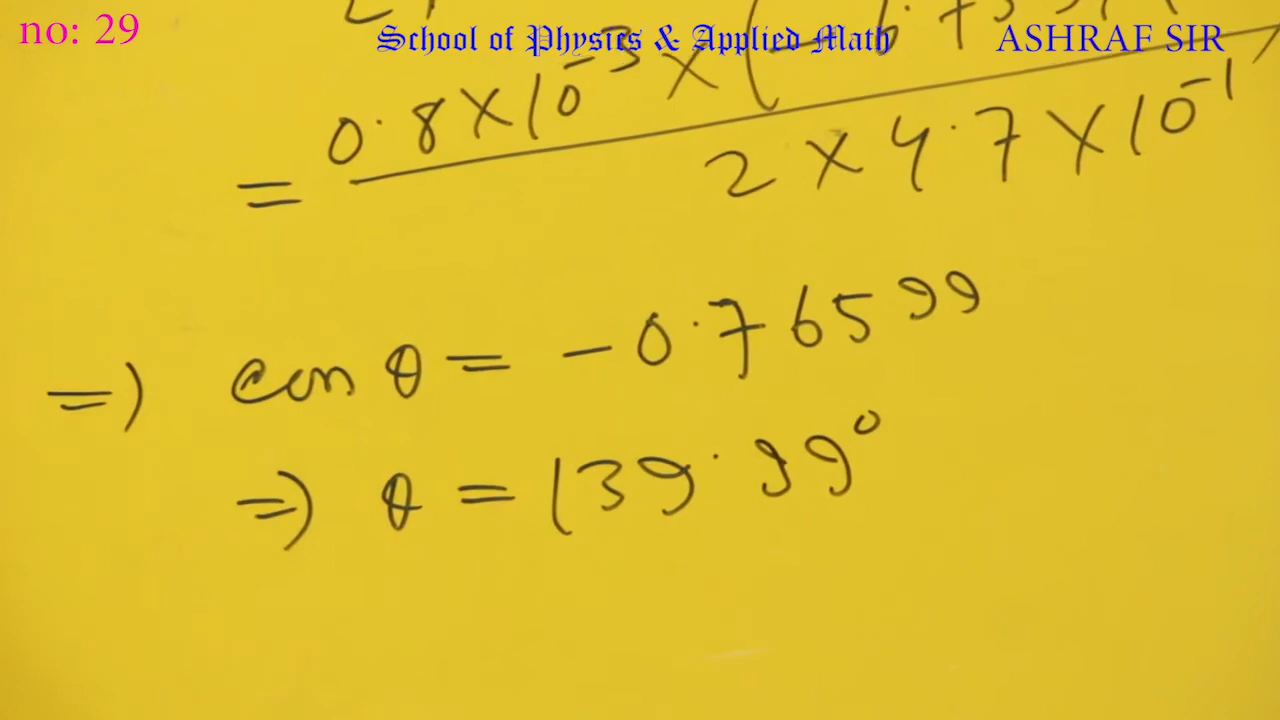 no: 29
School of Physics & Applied Math
ASHRAF SIR
= 0.8 × 10⁻³ × (
2 × 4.7 × 10⁻¹
⇒ cos θ = - 0.76599
⇒ θ = 139.99°